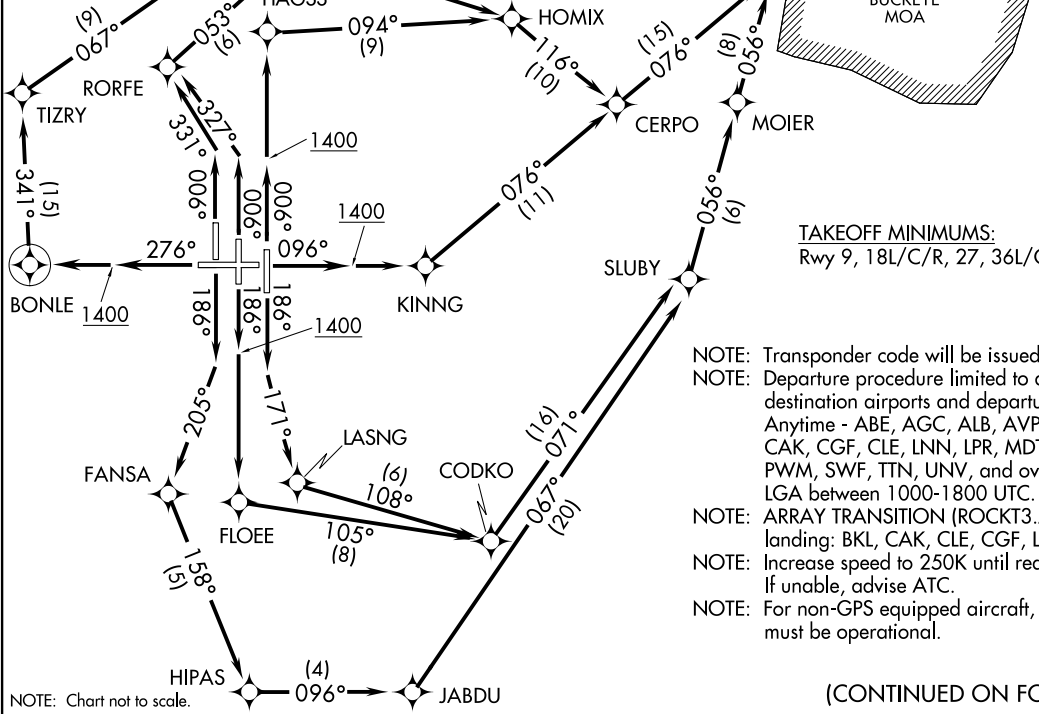 BUCKEYE
MOA
HOMIX
(9)
067°
053°
(6)
094°
(9)
116°
(10)
(15)
076°
(8)
056°
RORFE
TIZRY
CERPO
MOIER
331°
327°
1400
341°
(15)
006°
006°
006°
076°
(11)
1400
056°
(6)
276°
096°
BONLE
1400
KINNG
SLUBY
TAKEOFF MINIMUMS:
Rwy 9, 18L/C/R, 27, 36L/
186°
186°
186°
1400
205°
171°
LASNG
(16)
071°
FANSA
(6)
108°
CODKO
067°
(20)
FLOEE
105°
(8)
158°
(5)
HIPAS
(4)
096°
JABDU
NOTE: Transponder code will be issued
NOTE: Departure procedure limited to
destination airports and
Anytime - ABE, AGC, ALB, AVP
CAK, CGF, CLE, LNN, LPR, MDT
PWM, SWF, TTN, UNV, and
LGA between 1000-1800 UTC.
NOTE: ARRAY TRANSITION (ROCKT3.
landing: BKL, CAK, CLE, CGF,
NOTE: Increase speed to 250K until
If unable, advise ATC.
NOTE: For non-GPS equipped aircraft,
must be operational.
NOTE: Chart not to scale.
(CONTINUED ON